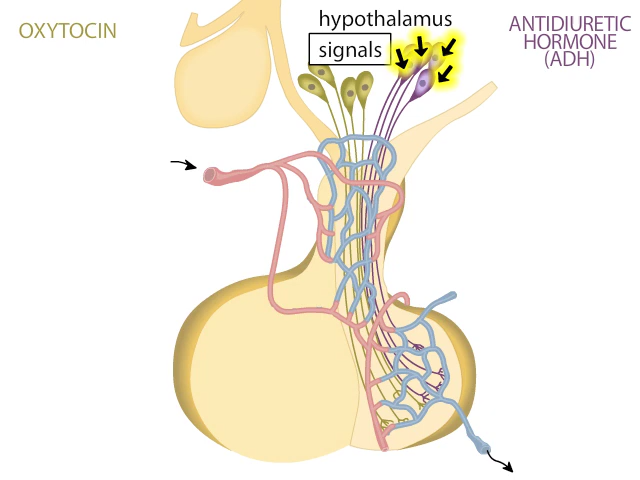 OXYTOCIN
hypothalamus
signals
ANTIDIURETIC
HORMONE
(ADH)